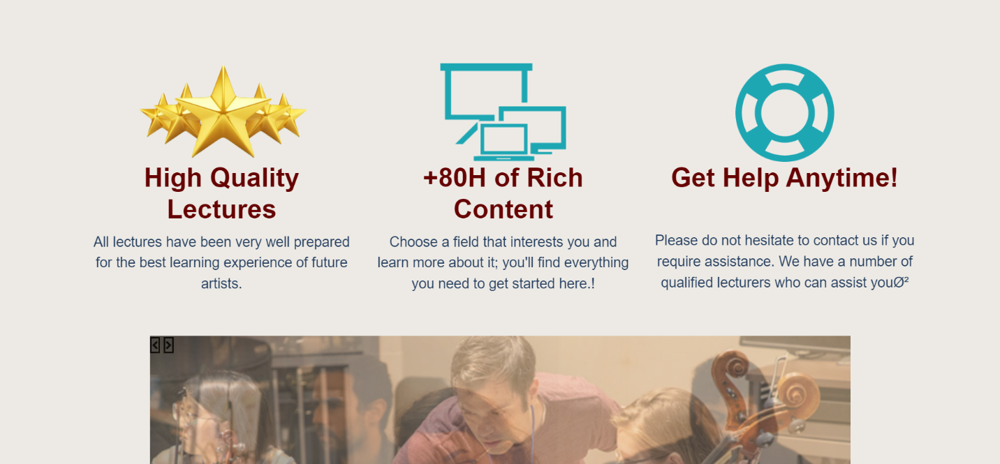 High Quality
Lectures
All lectures have been very well prepared
for the best learning experience of future
artists.
+80H of Rich
Content
Choose a field that interests you and
learn more about it; you'll find everything
you need to get started here.!
Get Help Anytime!
Please do not hesitate to contact us if you
require assistance. We have a number of
qualified lecturers who can assist youØ²